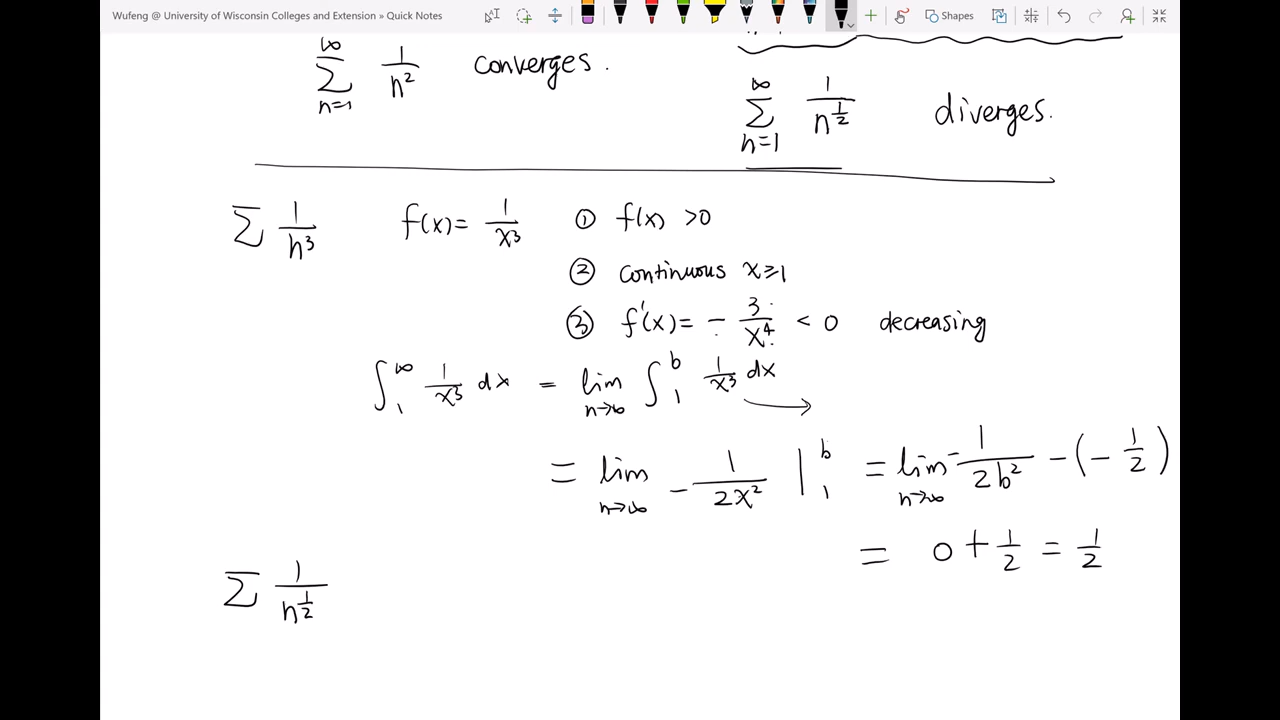 Wufeng @ University of Wisconsin Colleges and Extension » Quick Notes
Shapes
∞
∑ 1/n² converges.
n=1
∞
∑ 1/n^(1/2) diverges.
n=1
∑ 1/n³ f(x) = 1/x³ ① f(x) >0
② continuous x≥1
③ f'(x) = - 3/x⁴ < 0 decreasing
∫₁^∞ 1/x³ dx = lim n→∞ ∫₁^b 1/x³ dx
= lim n→∞ - 1/2x² |₁^b = lim n→∞ - 1/2b² - (- 1/2)
= 0 + 1/2 = 1/2
∑ 1/n^(1/2)